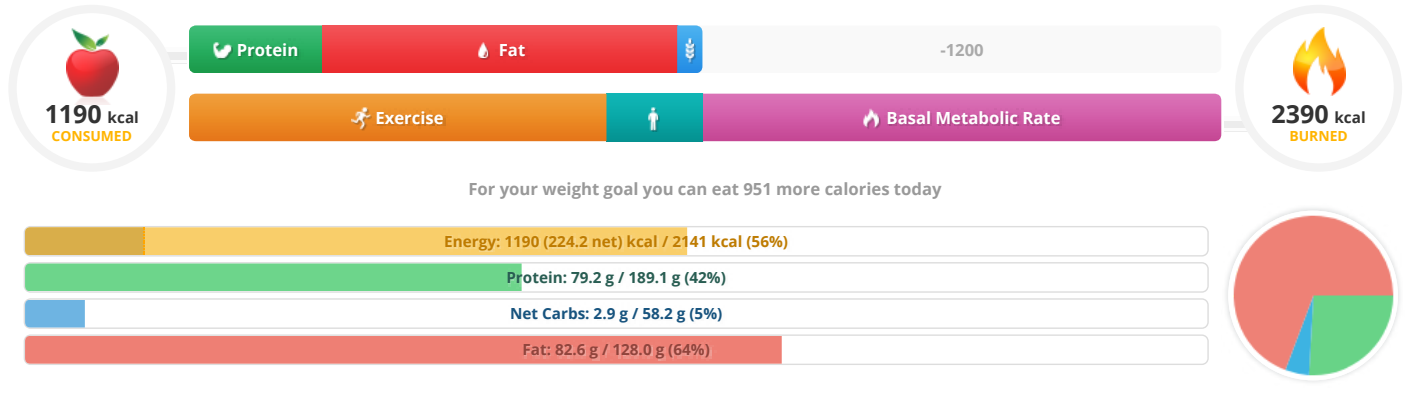 Protein
Fat
-1200
1190 kcal
CONSUMED
Exercise
Basal Metabolic Rate
2390 kcal
BURNED
For your weight goal you can eat 951 more calories today
Energy: 1190 (224.2 net) kcal / 2141 kcal (56%)
Protein: 79.2 g / 189.1 g (42%)
Net Carbs: 2.9 g / 58.2 g (5%)
Fat: 82.6 g / 128.0 g (64%)